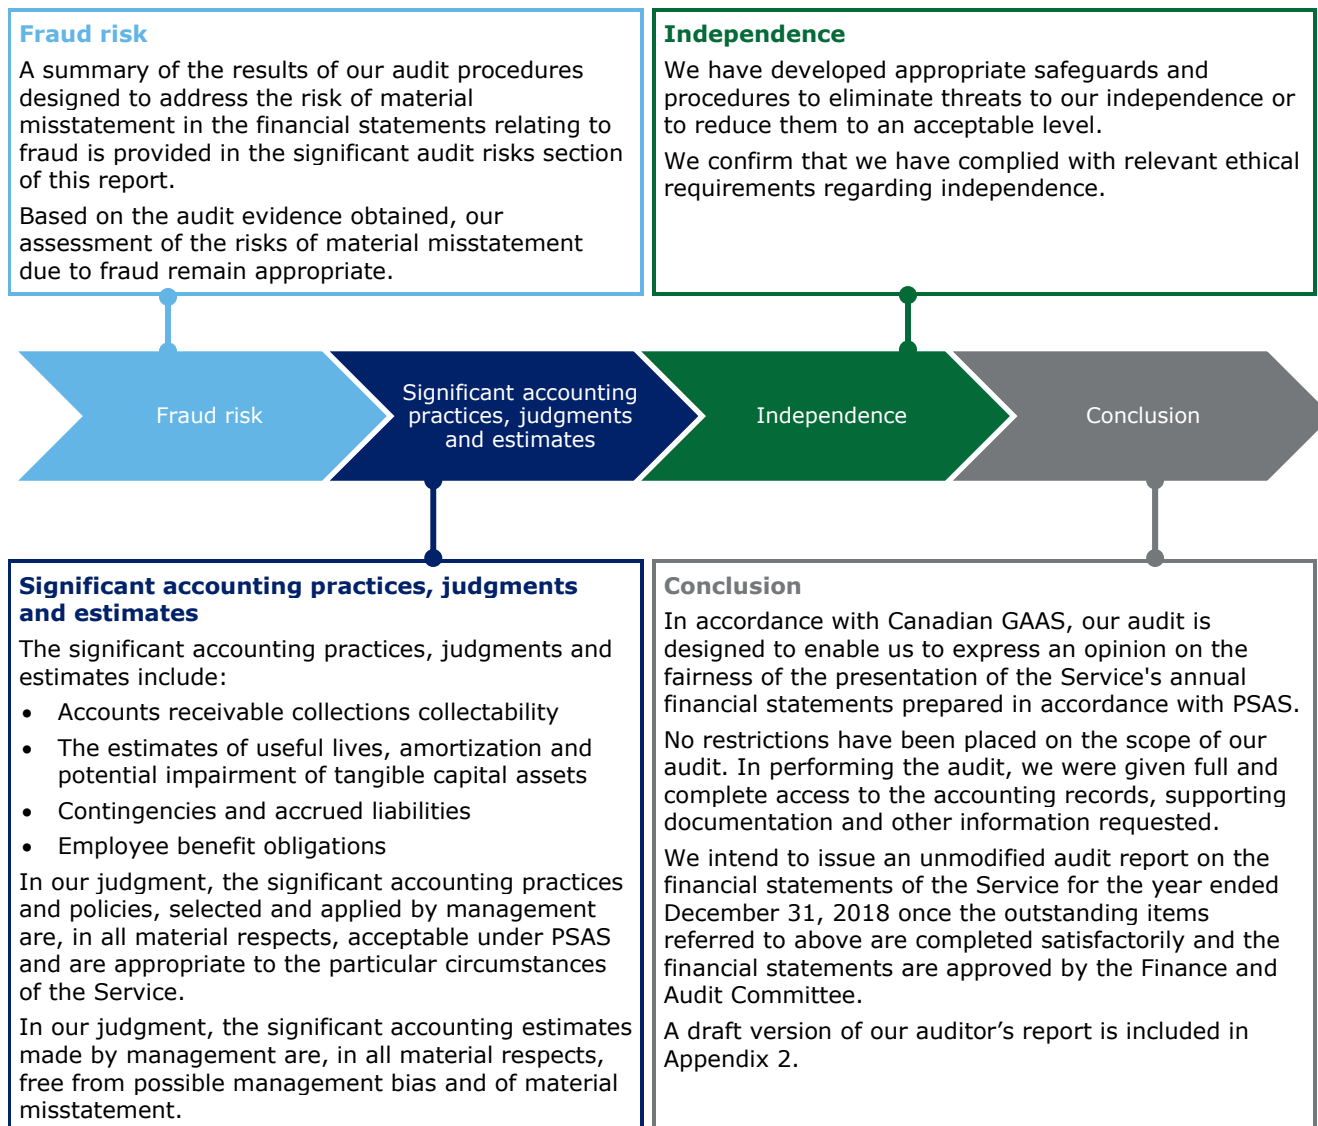 Fraud risk
A summary of the results of our audit procedures
designed to address the risk of material
misstatement in the financial statements relating to
fraud is provided in the significant audit risks section
of this report.
Based on the audit evidence obtained, our
assessment of the risks of material misstatement
due to fraud remain appropriate.
Independence
We have developed appropriate safeguards and
procedures to eliminate threats to our independence or
to reduce them to an acceptable level.
We confirm that we have complied with relevant ethical
requirements regarding independence.
Fraud risk
Significant accounting
practices, judgments
and estimates
Independence
Conclusion
Significant accounting practices, judgments
and estimates
The significant accounting practices, judgments and
estimates include:
• Accounts receivable collections collectability
• The estimates of useful lives, amortization and
potential impairment of tangible capital assets
• Contingencies and accrued liabilities
• Employee benefit obligations
In our judgment, the significant accounting practices
and policies, selected and applied by management
are, in all material respects, acceptable under PSAS
and are appropriate to the particular circumstances
of the Service.
In our judgment, the significant accounting estimates
made by management are, in all material respects,
free from possible management bias and of material
misstatement.
Conclusion
In accordance with Canadian GAAS, our audit is
designed to enable us to express an opinion on the
fairness of the presentation of the Service's annual
financial statements prepared in accordance with PSAS.
No restrictions have been placed on the scope of our
audit. In performing the audit, we were given full and
complete access to the accounting records, supporting
documentation and other information requested.
We intend to issue an unmodified audit report on the
financial statements of the Service for the year ended
December 31, 2018 once the outstanding items
referred to above are completed satisfactorily and the
financial statements are approved by the Finance and
Audit Committee.
A draft version of our auditor’s report is included in
Appendix 2.